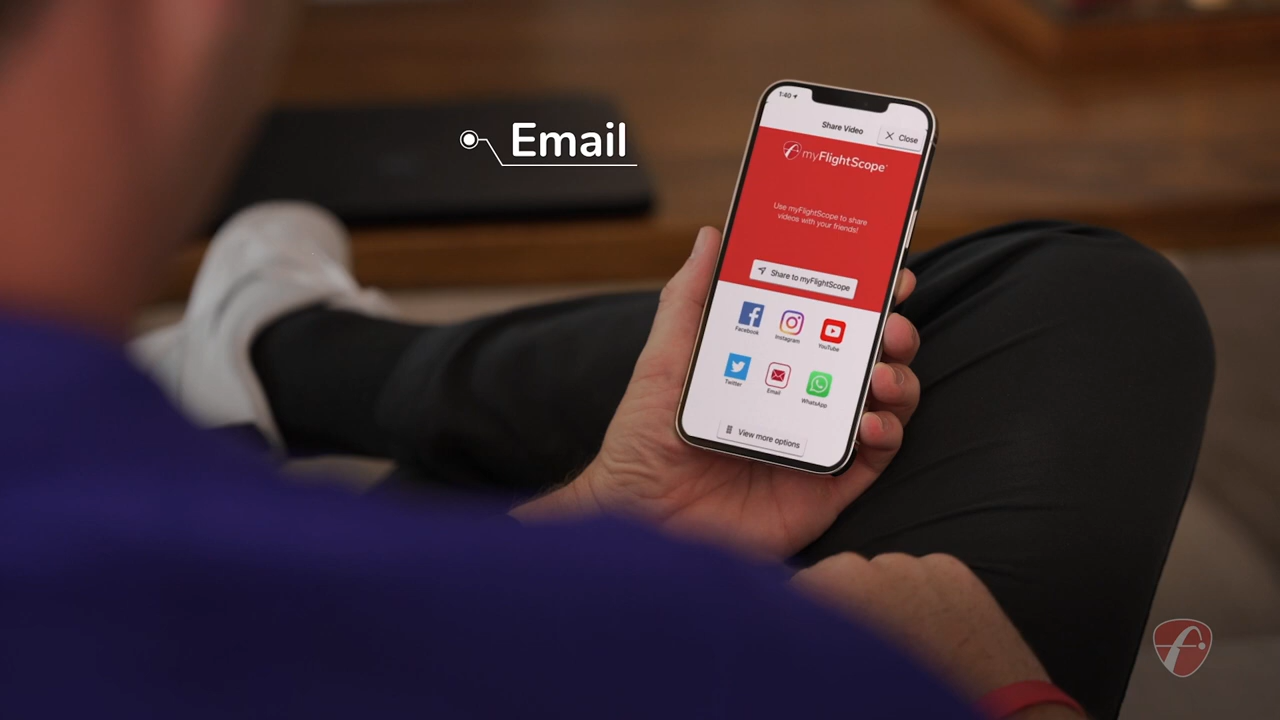 Email
1:40
Share Video
Close
myFlightScope
Use myFlightScope to share
videos with your friends!
Share to myFlightScope
Facebook
Instagram
YouTube
Twitter
Email
WhatsApp
View more options